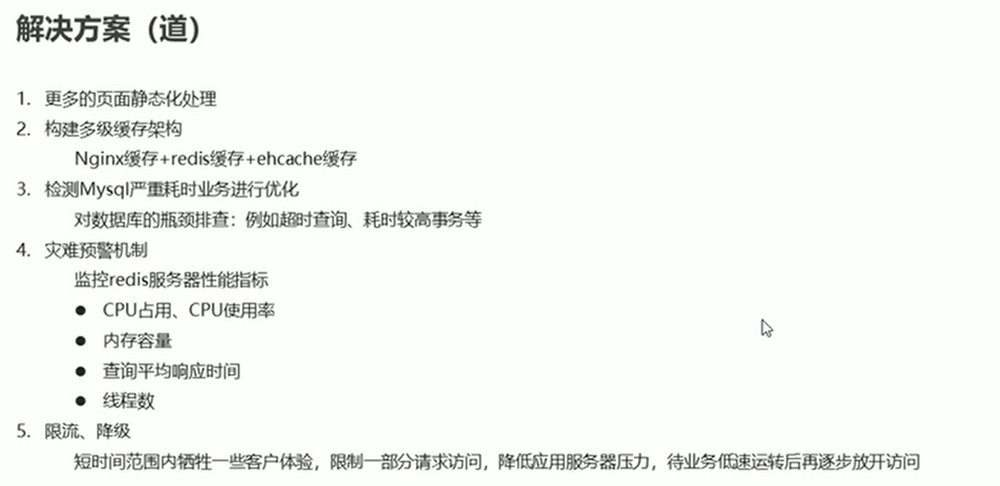 解决方案（道）
1. 更多的页面静态化处理
2. 构建多级缓存架构
Nginx缓存+redis缓存+ehcache缓存
3. 检测Mysql严重耗时业务进行优化
对数据库的瓶颈排查：例如超时查询、耗时较高事务等
4. 灾难预警机制
监控redis服务器性能指标
● CPU占用、CPU使用率
● 内存容量
● 查询平均响应时间
● 线程数
5. 限流、降级
短时间范围内牺牲一些客户体验，限制一部分请求访问，降低应用服务器压力，待业务低速运转后再逐步放开访问